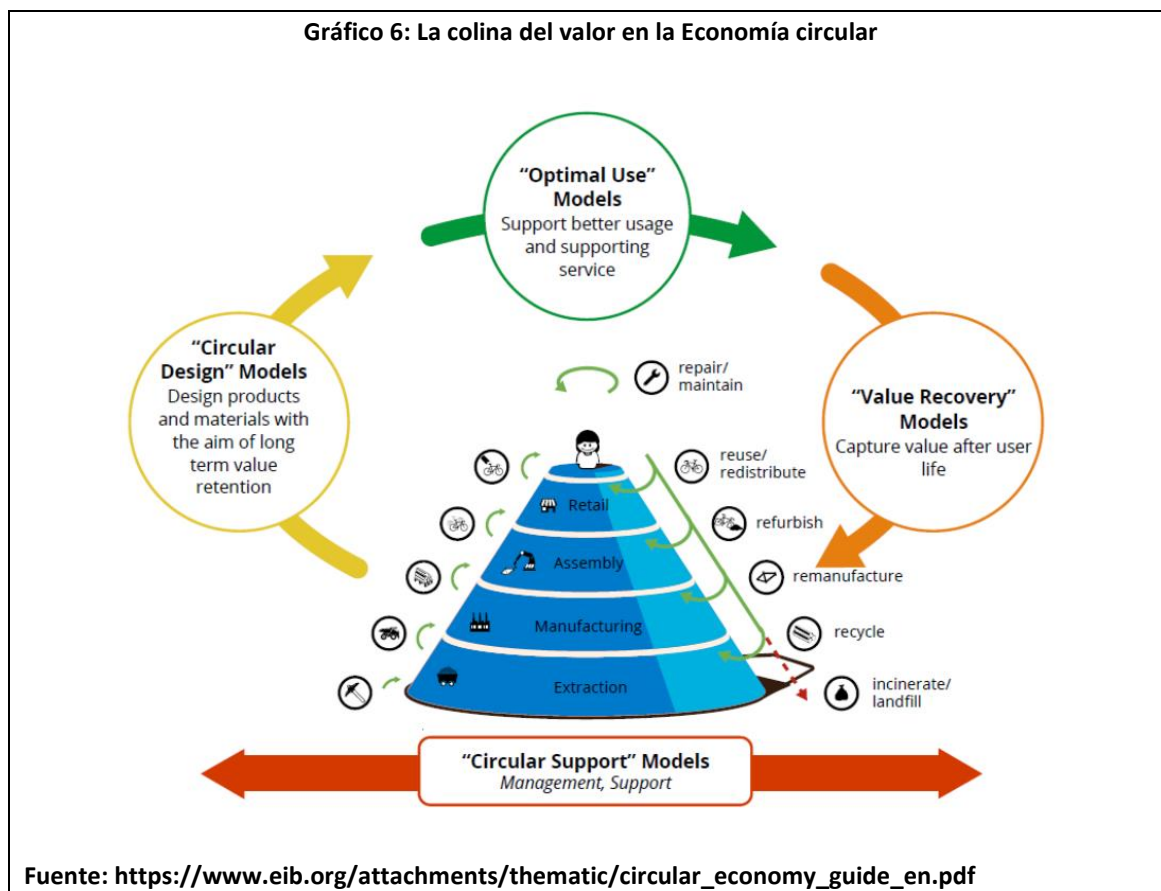 Gráfico 6: La colina del valor en la Economía circular
“Optimal Use”
Models
Support better usage
and supporting
service
“Circular
Design” Models
Design products
and materials with
the aim of long
term value
retention
“Value Recovery”
Models
Capture value after user
life
repair/
maintain
reuse/
redistribute
refurbish
remanufacture
recycle
incinerate/
landfill
Retail
Assembly
Manufacturing
Extraction
“Circular Support” Models
Management, Support
Fuente: https://www.eib.org/attachments/thematic/circular_economy_guide_en.pdf